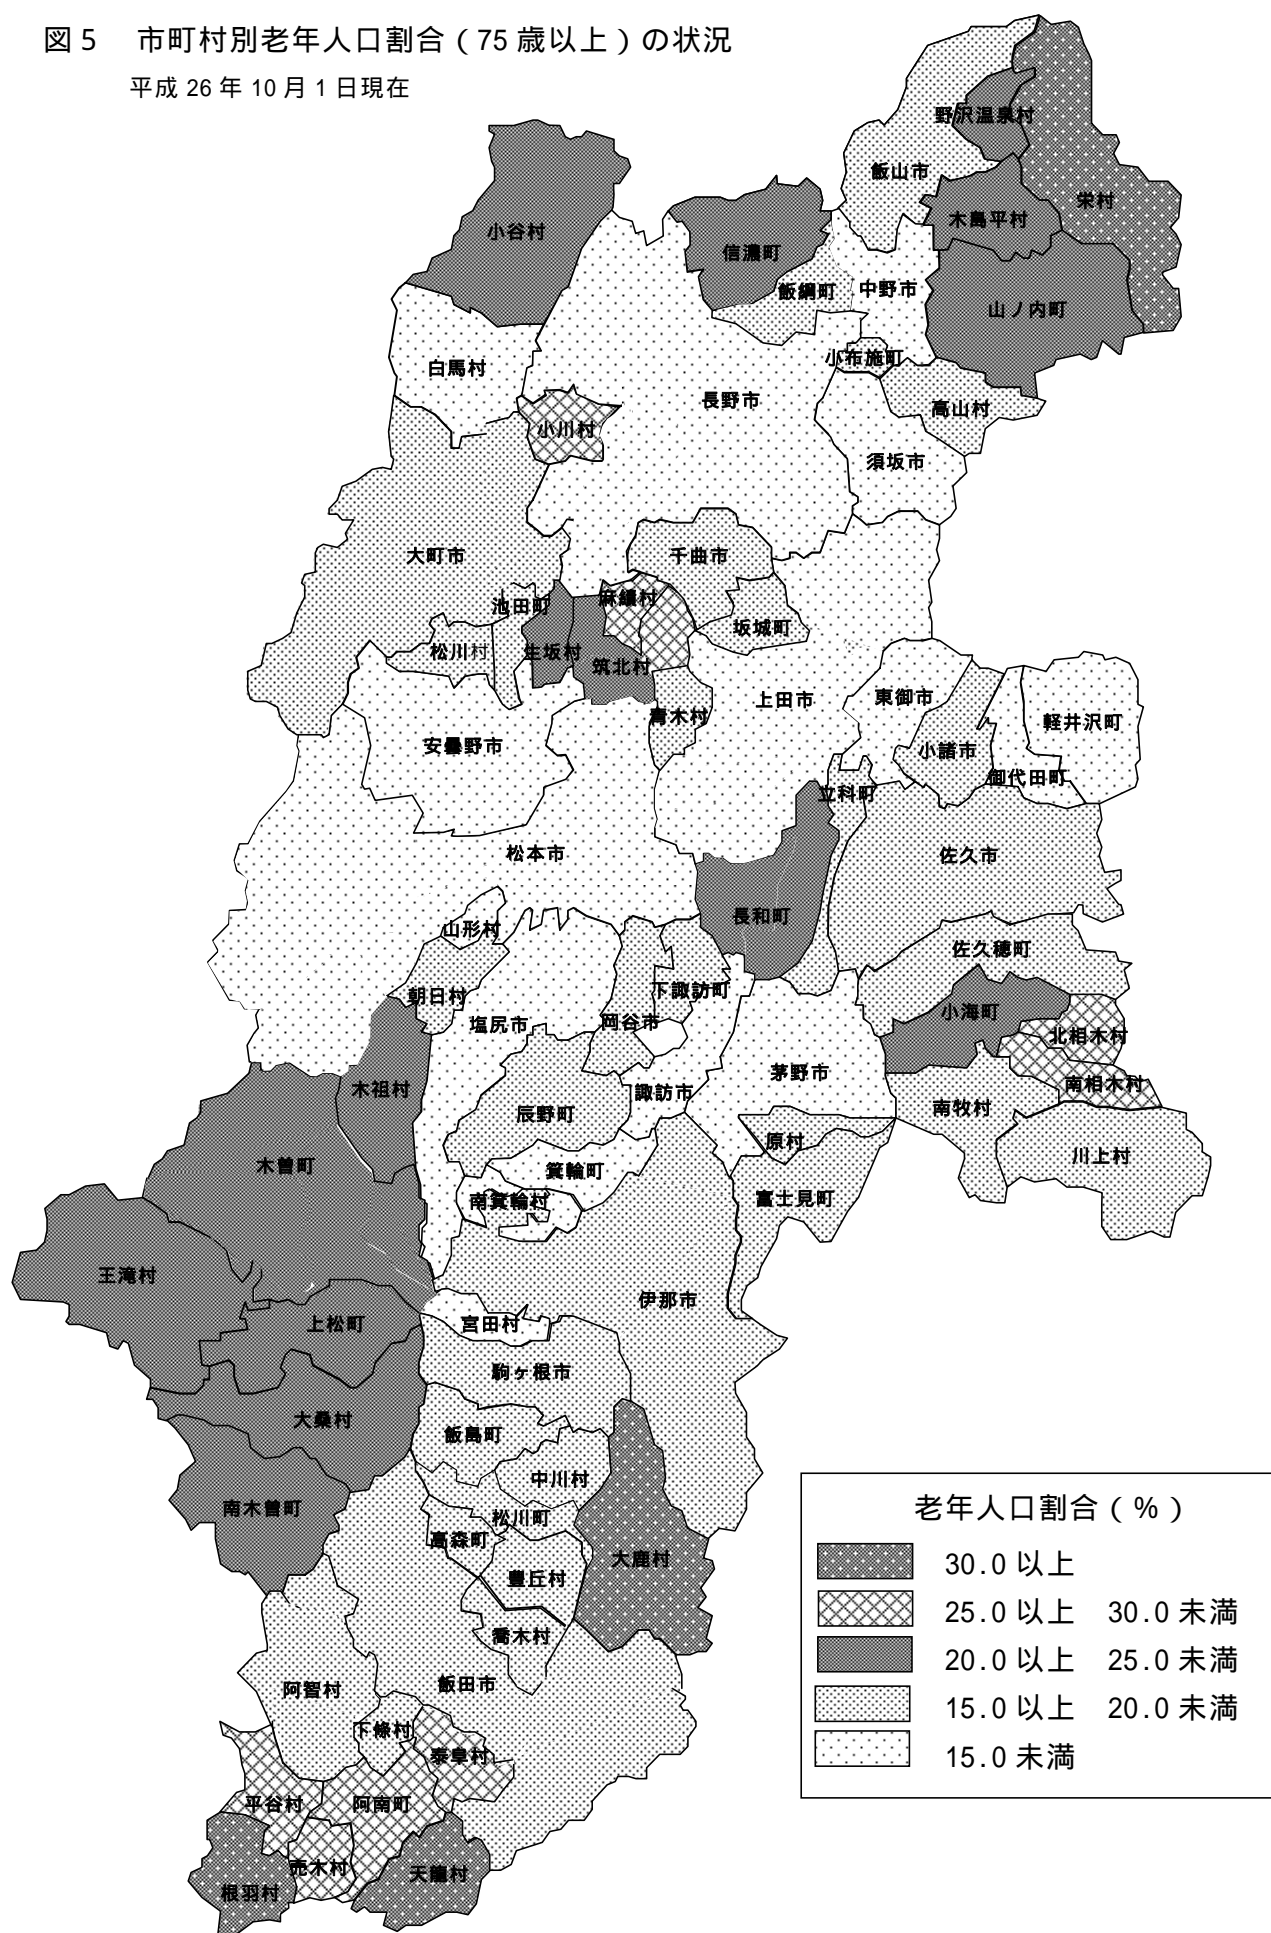 図5　市町村別老年人口割合（75歳以上）の状況
平成26年10月1日現在
野沢温泉村
飯山市
栄村
木島平村
小谷村
信濃町
飯綱町
中野市
山ノ内町
小布施町
白馬村
長野市
高山村
小川村
須坂市
大町市
千曲市
池田町
麻績村
坂城町
松川村
生坂村
筑北村
青木村
上田市
東御市
軽井沢町
安曇野市
小諸市
御代田町
立科町
松本市
佐久市
長和町
山形村
佐久穂町
朝日村
下諏訪町
塩尻市
岡谷市
小海町
北相木村
木祖村
諏訪市
茅野市
南相木村
辰野町
南牧村
原村
川上村
木曽町
箕輪町
南箕輪村
富士見町
王滝村
伊那市
上松町
宮田村
駒ヶ根市
大桑村
飯島町
中川村
南木曽町
松川町
高森町
大鹿村
豊丘村
喬木村
阿智村
飯田市
下條村
泰阜村
平谷村
阿南町
売木村
天龍村
根羽村
老年人口割合（%）
30.0以上
25.0以上　30.0未満
20.0以上　25.0未満
15.0以上　20.0未満
15.0未満